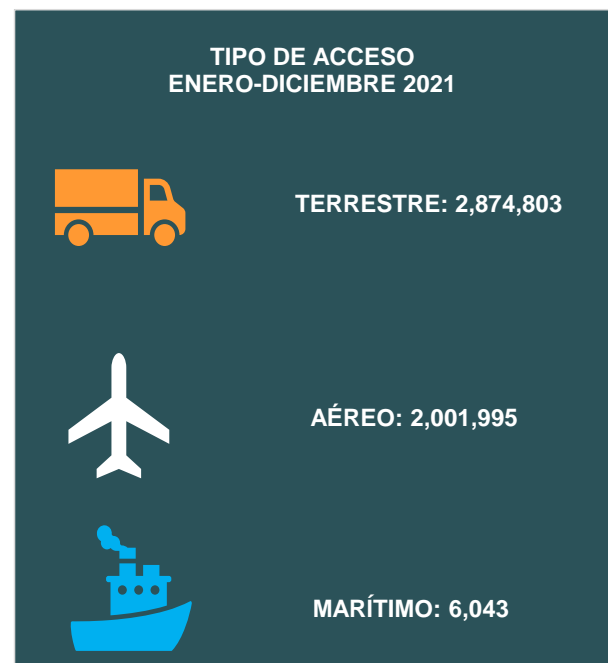 TIPO DE ACCESO
ENERO-DICIEMBRE 2021
TERRESTRE: 2,874,803
AÉREO: 2,001,995
MARÍTIMO: 6,043